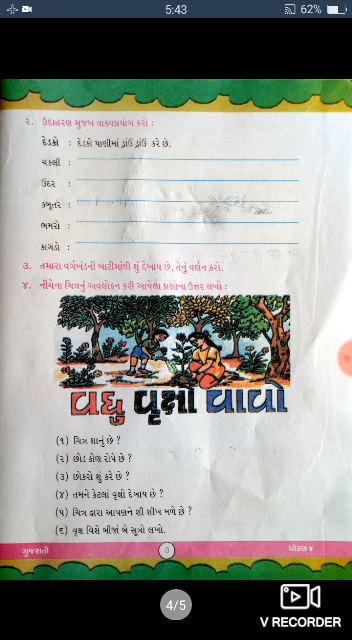 5:43
62%
૨. ઉદાહરણ મુજબ વાક્યપ્રયોગ કરો :
દેડકો : દેડકો પાણીમાં ડ્રાંઉં ડ્રાંઉં કરે છે.
ચકલી :
ઉંદર :
કબૂતર :
ભમરો :
કાગડો :
૩. તમારા વર્ગખંડની બારીમાંથી શું દેખાય છે, તેનું વર્ણન કરો.
૪. નીચેના ચિત્રનું અવલોકન કરી આપેલા પ્રશ્નોના ઉત્તર લખો :
વધુ વૃક્ષો વાવો
(૧) ચિત્ર શાનું છે ?
(૨) છોડ કોણ રોપે છે ?
(૩) છોકરો શું કરે છે ?
(૪) તમને કેટલાં વૃક્ષો દેખાય છે ?
(૫) ચિત્ર દ્વારા આપણને શી શીખ મળે છે ?
(૬) વૃક્ષ વિશે બીજાં બે સૂત્રો લખો.
ગુજરાતી 3 ધોરણ ૪
4/5
V RECORDER